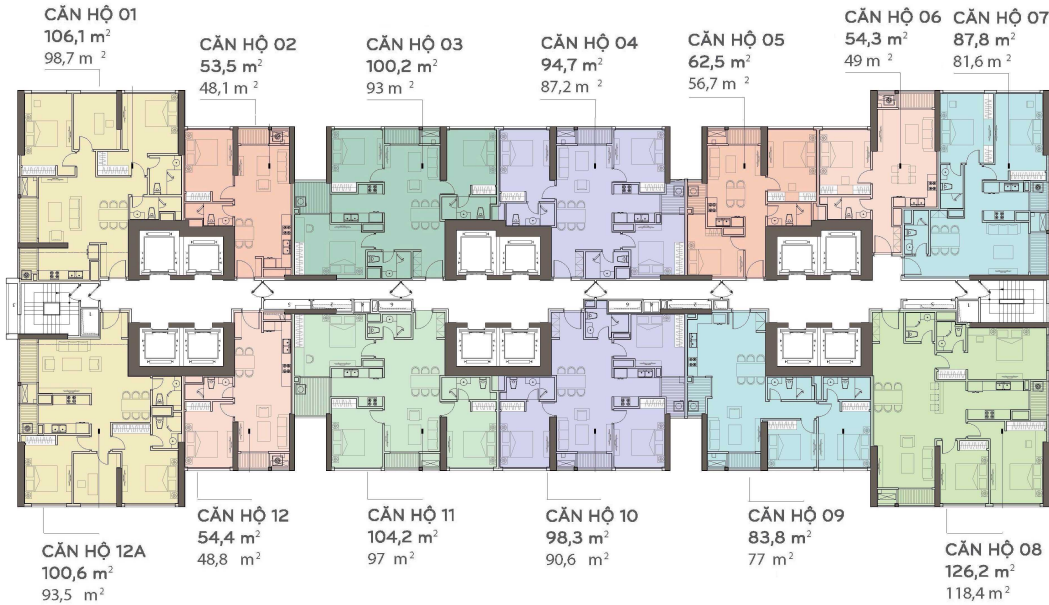 CĂN HỘ 01
106,1 m²
98,7 m²
CĂN HỘ 02
53,5 m²
48,1 m²
CĂN HỘ 03
100,2 m²
93 m²
CĂN HỘ 04
94,7 m²
87,2 m²
CĂN HỘ 05
62,5 m²
56,7 m²
CĂN HỘ 06
54,3 m²
49 m²
CĂN HỘ 07
87,8 m²
81,6 m²
CĂN HỘ 12A
100,6 m²
93,5 m²
CĂN HỘ 12
54,4 m²
48,8 m²
CĂN HỘ 11
104,2 m²
97 m²
CĂN HỘ 10
98,3 m²
90,6 m²
CĂN HỘ 09
83,8 m²
77 m²
CĂN HỘ 08
126,2 m²
118,4 m²